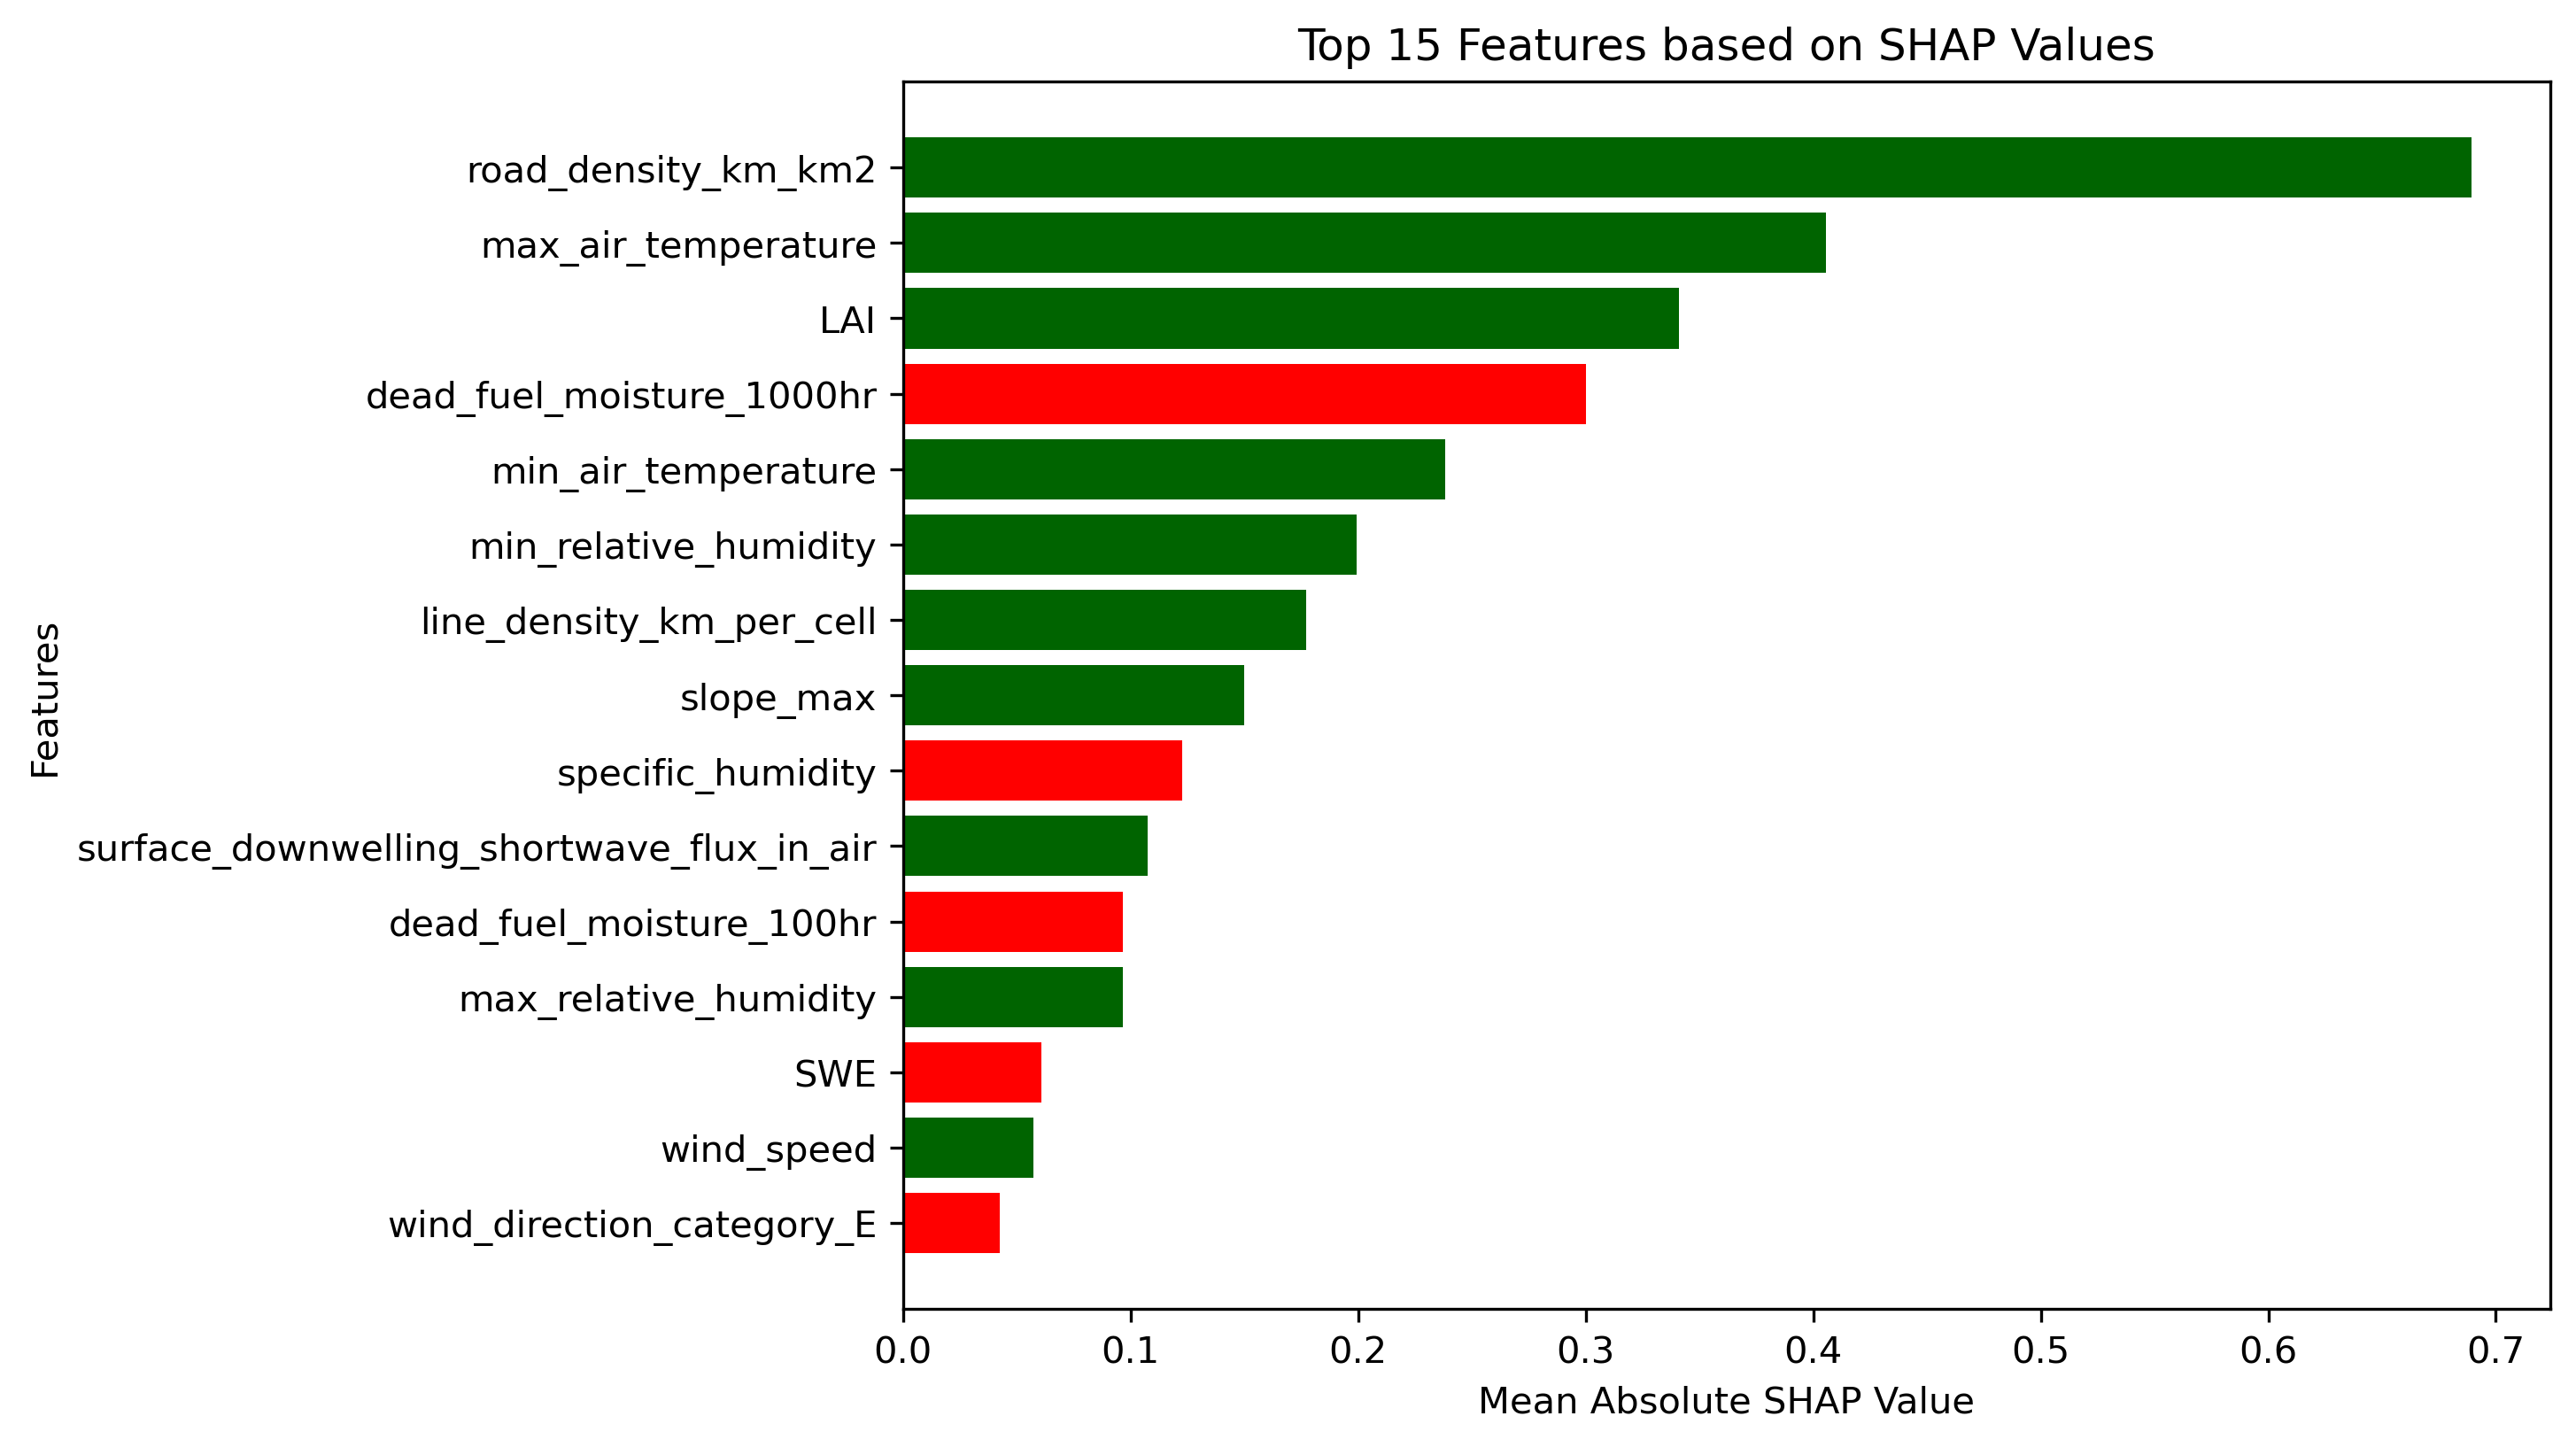 Top 15 Features based on SHAP Values
road_density_km_km2
max_air_temperature
LAI
dead_fuel_moisture_1000hr
min_air_temperature
min_relative_humidity
line_density_km_per_cell
slope_max
specific_humidity
surface_downwelling_shortwave_flux_in_air
dead_fuel_moisture_100hr
max_relative_humidity
SWE
wind_speed
wind_direction_category_E
Features
0.0 0.1 0.2 0.3 0.4 0.5 0.6 0.7
Mean Absolute SHAP Value